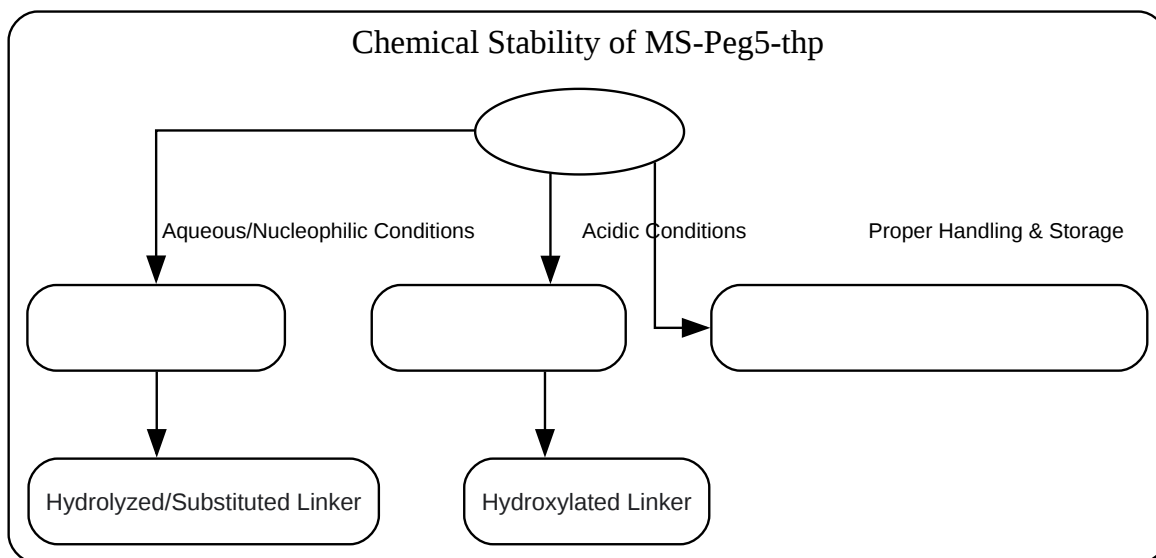 Chemical Stability of MS-Peg5-thp
Aqueous/Nucleophilic Conditions
Acidic Conditions
Proper Handling & Storage
Hydrolyzed/Substituted Linker
Hydroxylated Linker